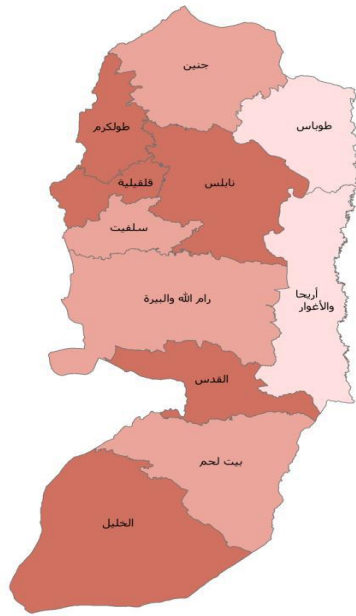 جنين
طوباس
طولكرم
نابلس
قلقيلية
سلفيت
أريحا
والأغوار
رام الله والبيرة
القدس
بيت لحم
الخليل